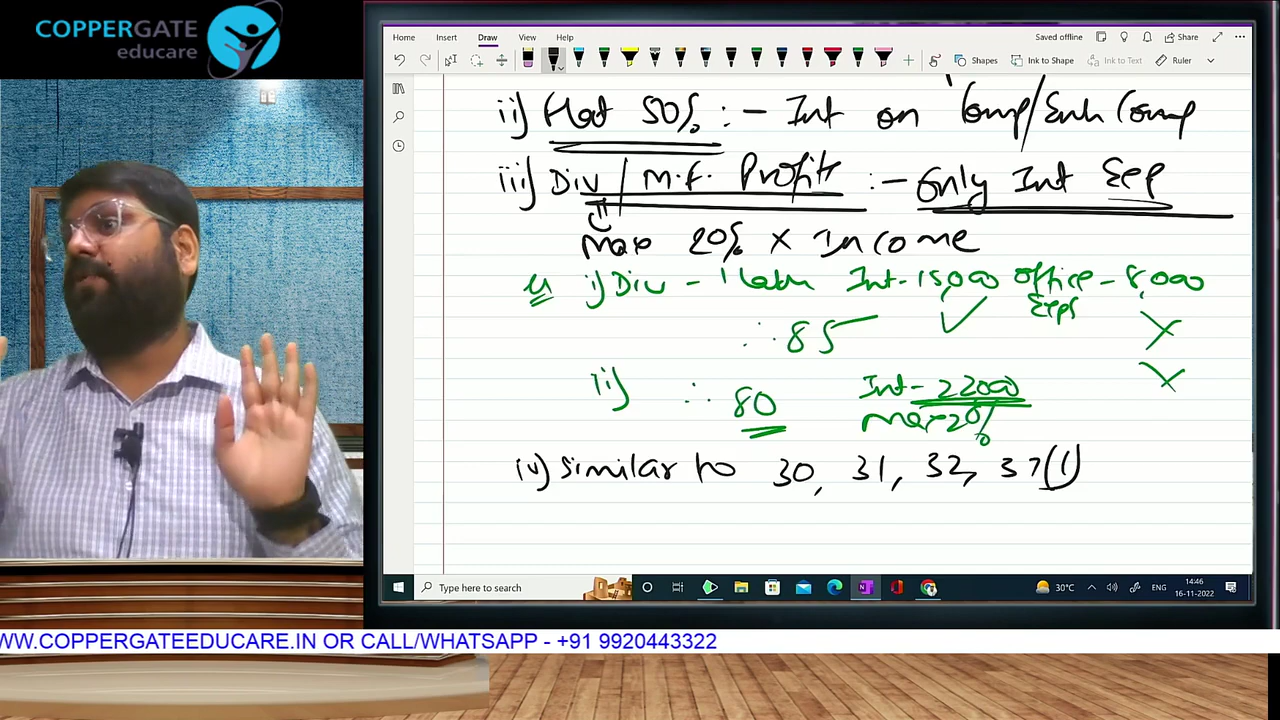 COPPERGATE
educare
Home Insert Draw View Help
Saved offline
Share
Shapes
Ink to Shape
Ink to Text
Ruler
ii) Flat 50% :- Int on Comp/Enh Comp
iii) Div / M.F. Profits :- Only Int Exp
Max 20% x Income
i) Div - 1 Lakh Int - 15,000 Office - 8,000
Exps
∴ 85
ii) ∴ 80 Int - 22000
Max 20%
iv) Similar to 30, 31, 32, 37(1)
Type here to search
30°C
ENG
14:46
16-11-2022
WWW.COPPERGATEEDUCARE.IN OR CALL/WHATSAPP - +91 9920443322